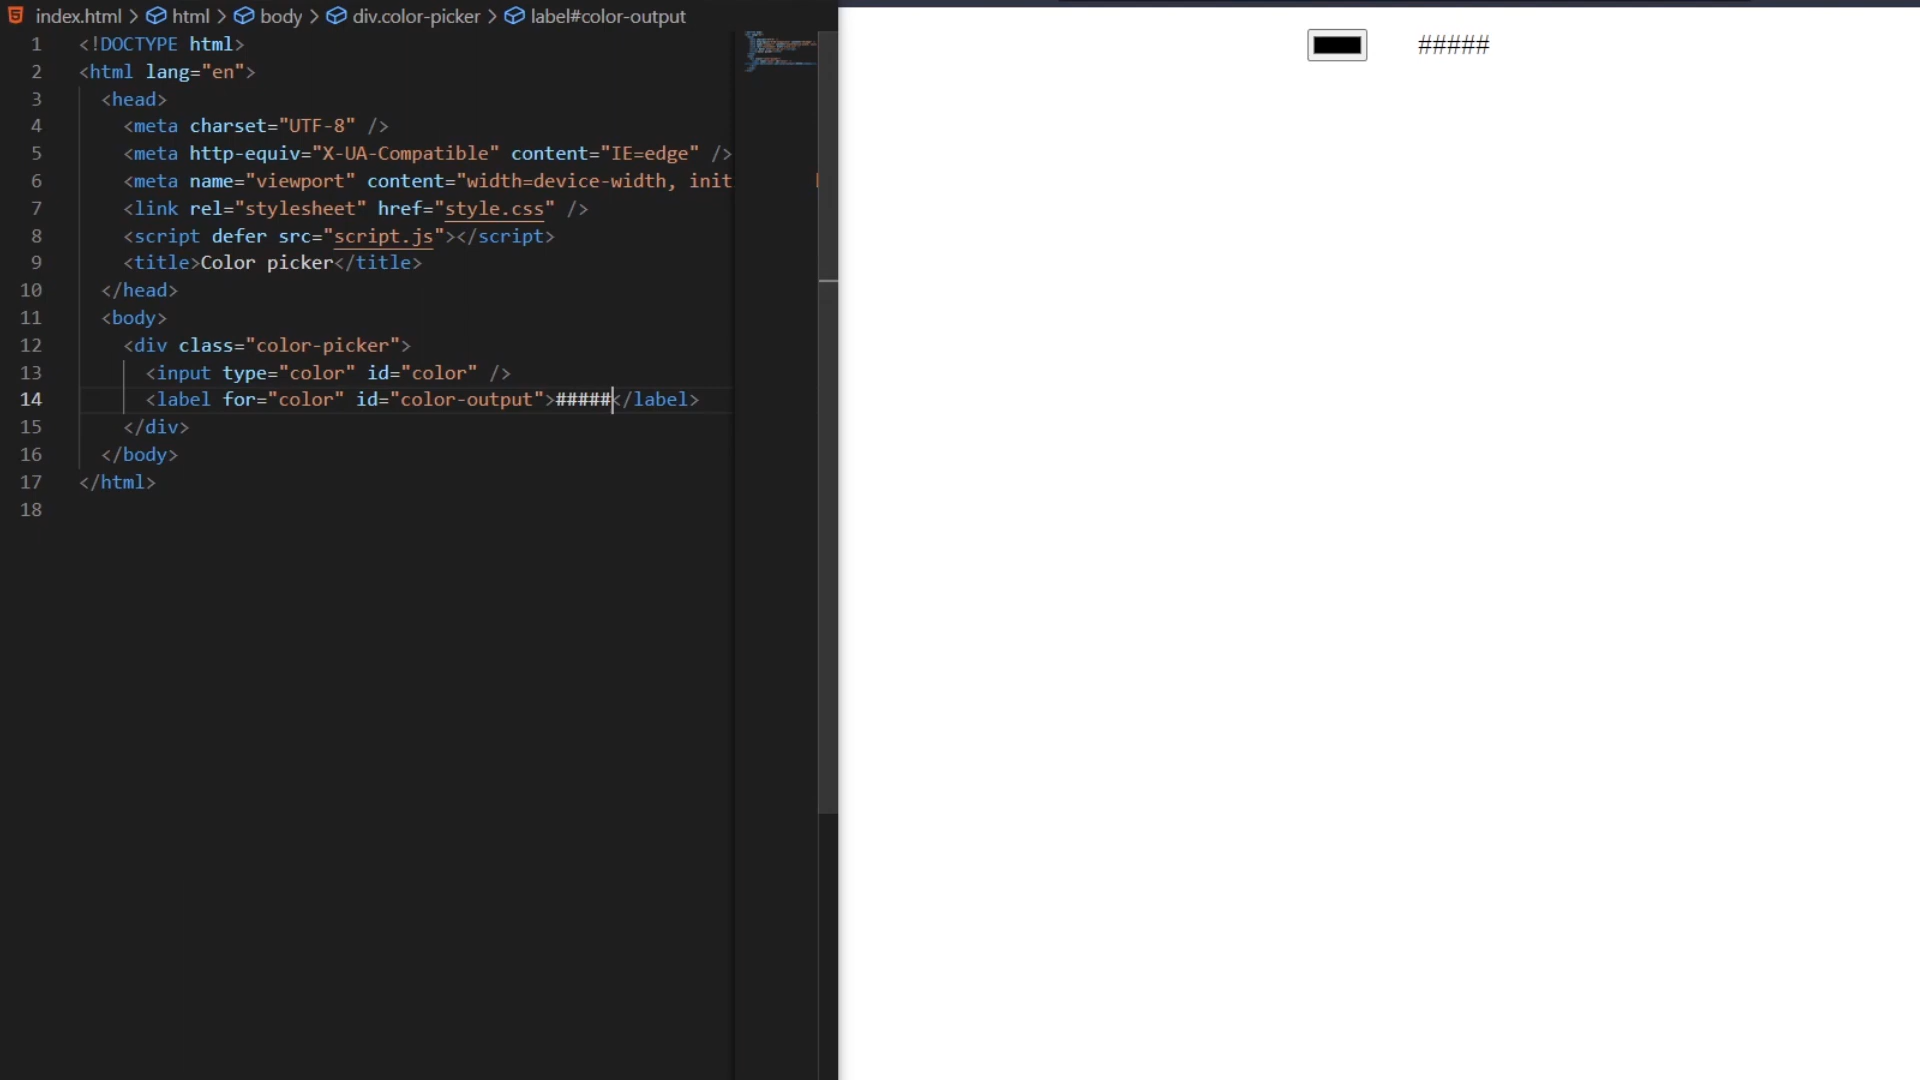 index.html > html > body > div.color-picker > label#color-output
1 <!DOCTYPE html>
2 <html lang="en">
3 <head>
4 <meta charset="UTF-8" />
5 <meta http-equiv="X-UA-Compatible" content="IE=edge" />
6 <meta name="viewport" content="width=device-width, init
7 <link rel="stylesheet" href="style.css" />
8 <script defer src="script.js"></script>
9 <title>Color picker</title>
10 </head>
11 <body>
12 <div class="color-picker">
13 <input type="color" id="color" />
14 <label for="color" id="color-output">#####</label>
15 </div>
16 </body>
17 </html>
18
#####